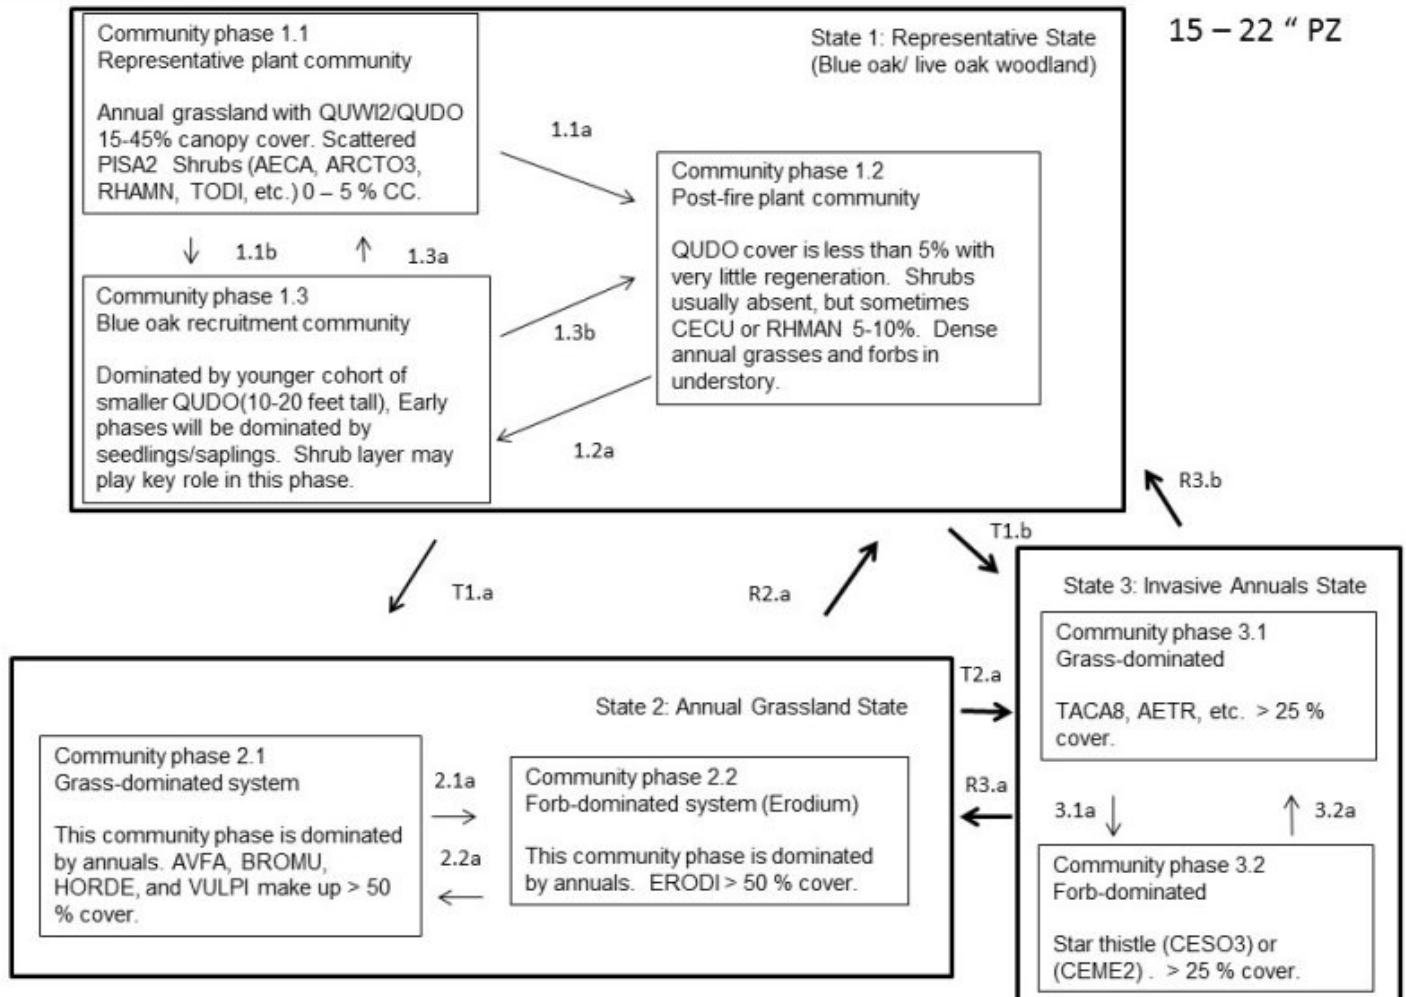 15 – 22 “ PZ
State 1: Representative State
(Blue oak/ live oak woodland)
Community phase 1.1
Representative plant community
Annual grassland with QUWI2/QUDO
15-45% canopy cover. Scattered
PISA2 Shrubs (AECA, ARCTO3,
RHAMN, TODI, etc.) 0 – 5 % CC.
1.1a
Community phase 1.2
Post-fire plant community
QUDO cover is less than 5% with
very little regeneration. Shrubs
usually absent, but sometimes
CECU or RHMAN 5-10%. Dense
annual grasses and forbs in
understory.
1.1b
1.3a
Community phase 1.3
Blue oak recruitment community
Dominated by younger cohort of
smaller QUDO(10-20 feet tall), Early
phases will be dominated by
seedlings/saplings. Shrub layer may
play key role in this phase.
1.3b
1.2a
R3.b
T1.b
T1.a
R2.a
State 3: Invasive Annuals State
Community phase 3.1
Grass-dominated
TACA8, AETR, etc. > 25 %
cover.
3.1a
3.2a
Community phase 3.2
Forb-dominated
Star thistle (CESO3) or
(CEME2) . > 25 % cover.
T2.a
R3.a
State 2: Annual Grassland State
Community phase 2.1
Grass-dominated system
This community phase is dominated
by annuals. AVFA, BROMU,
HORDE, and VULPI make up > 50
% cover.
2.1a
2.2a
Community phase 2.2
Forb-dominated system (Erodium)
This community phase is dominated
by annuals. ERODI > 50 % cover.